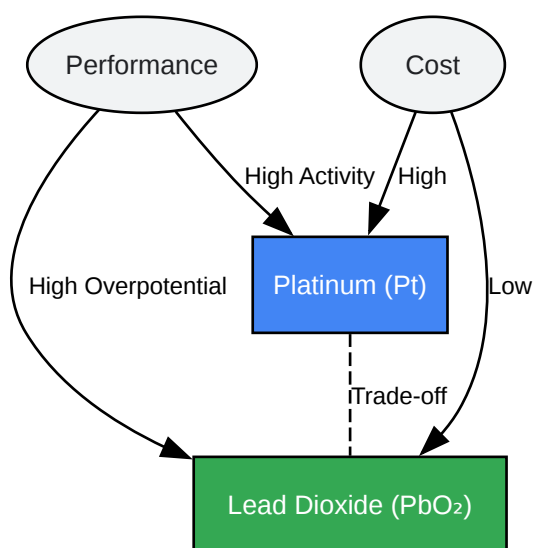 Performance
Cost
High Activity
High
Platinum (Pt)
High Overpotential
Low
Trade-off
Lead Dioxide (PbO₂)